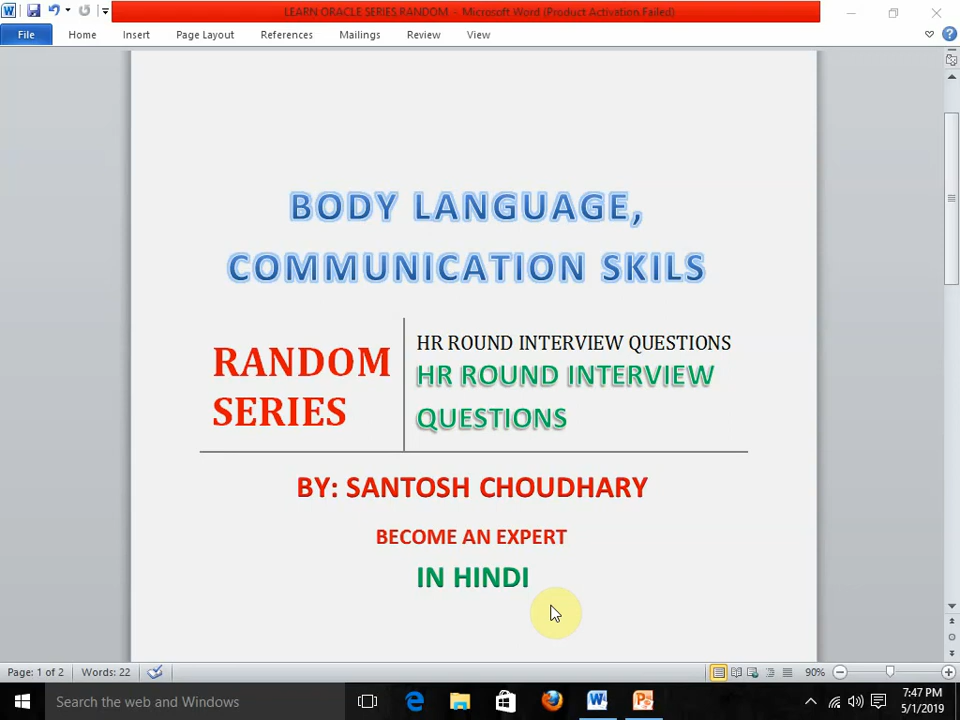 LEARN ORACLE SERIES RANDOM. - Microsoft Word (Product Activation Failed)
File Home Insert Page Layout References Mailings Review View
BODY LANGUAGE,
COMMUNICATION SKILS
RANDOM
SERIES
HR ROUND INTERVIEW QUESTIONS
HR ROUND INTERVIEW
QUESTIONS
BY: SANTOSH CHOUDHARY
BECOME AN EXPERT
IN HINDI
Page: 1 of 2 Words: 22 90%
Search the web and Windows
7:47 PM
5/1/2019